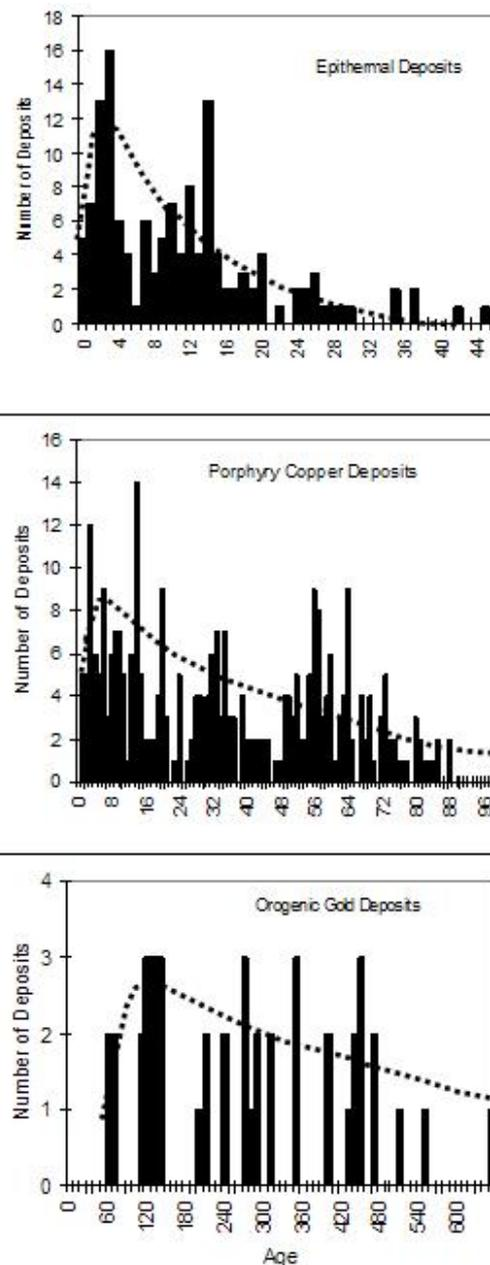 Epithermal Deposits
Number of Deposits
18
16
14
12
10
8
6
4
2
0
0 4 8 12 16 20 24 28 32 36 40 45
Porphyry Copper Deposits
Number of Deposits
16
14
12
10
8
6
4
2
0
0 8 16 24 32 40 48 56 64 72 80 88 96
Orogenic Gold Deposits
Number of Deposits
4
3
2
1
0
0 60 120 180 240 300 360 420 480 540 600
Age